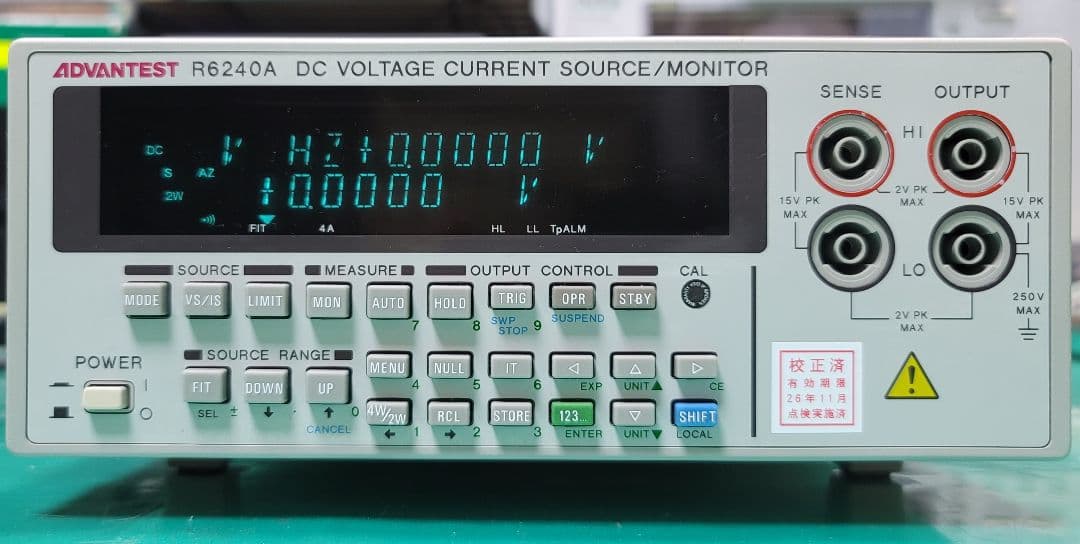 ADVANTEST R6240A DC VOLTAGE CURRENT SOURCE/MONITOR
SENSE OUTPUT
HI
2V PK
MAX
15V PK
MAX
15V PK
MAX
LO
2V PK
MAX
250V
MAX
DC V HZ+0.0000 V
S AZ
2W +0.0000 V
FIT 4A HL LL TpALM
SOURCE MEASURE OUTPUT CONTROL CAL
MODE VS/IS LIMIT MON AUTO HOLD TRIG OPR STBY
7 8 SWP STOP 9 SUSPEND
POWER
SOURCE RANGE
FIT DOWN UP MENU NULL IT ◁ △ ▷
SEL ± ↓ . ↑ 0 4 5 6 EXP UNIT▲ CE
CANCEL
4W/2W RCL STORE 123... ▽ SHIFT
← 1 → 2 3 ENTER UNIT▼ LOCAL
校正済
有効期限
26年11月
点検実施済